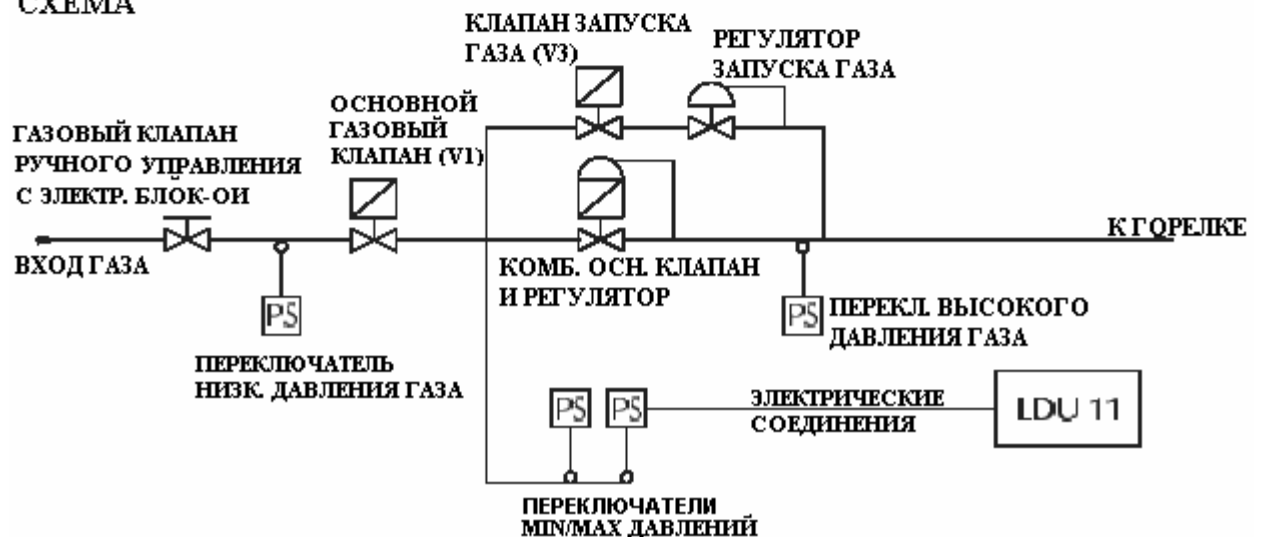 СХЕМА
КЛАПАН ЗАПУСКА
ГАЗА (V3)
РЕГУЛЯТОР
ЗАПУСКА ГАЗА
ОСНОВНОЙ
ГАЗОВЫЙ
КЛАПАН (V1)
ГАЗОВЫЙ КЛАПАН
РУЧНОГО УПРАВЛЕНИЯ
С ЭЛЕКТР. БЛОК-ОЙ
ВХОД ГАЗА
К ГОРЕЛКЕ
КОМБ. ОСН. КЛАПАН
И РЕГУЛЯТОР
PS
PS
ПЕРЕКЛ. ВЫСОКОГО
ДАВЛЕНИЯ ГАЗА
ПЕРЕКЛЮЧАТЕЛЬ
НИЗК. ДАВЛЕНИЯ ГАЗА
PS
PS
ЭЛЕКТРИЧЕСКИЕ
СОЕДИНЕНИЯ
LDU 11
ПЕРЕКЛЮЧАТЕЛИ
MIN/MAX ДАВЛЕНИЙ